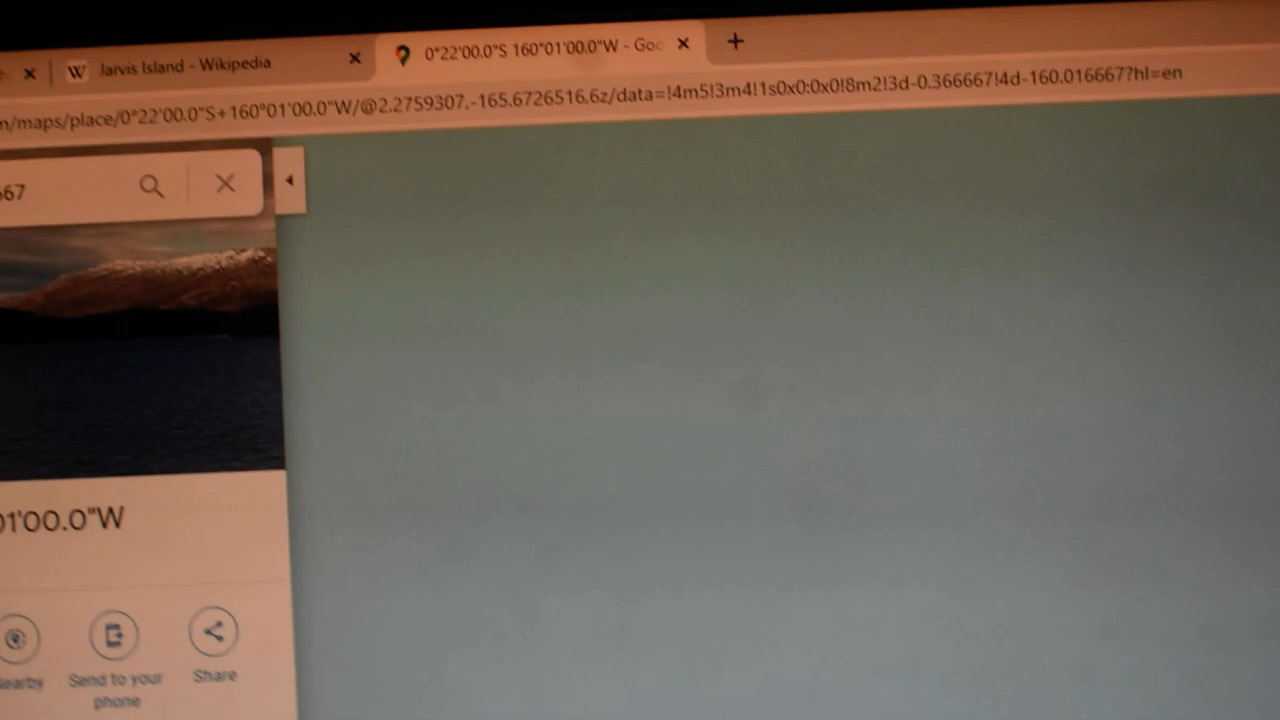 Jarvis Island - Wikipedia
0°22'00.0"S 160°01'00.0"W - Goo
m/maps/place/0°22'00.0"S+160°01'00.0"W/@2.2759307,-165.6726516,6z/data=!4m5!3m4!1s0x0:0x0!8m2!3d-0.366667!4d-160.016667?hl=en
667
01'00.0"W
Nearby
Send to your
phone
Share